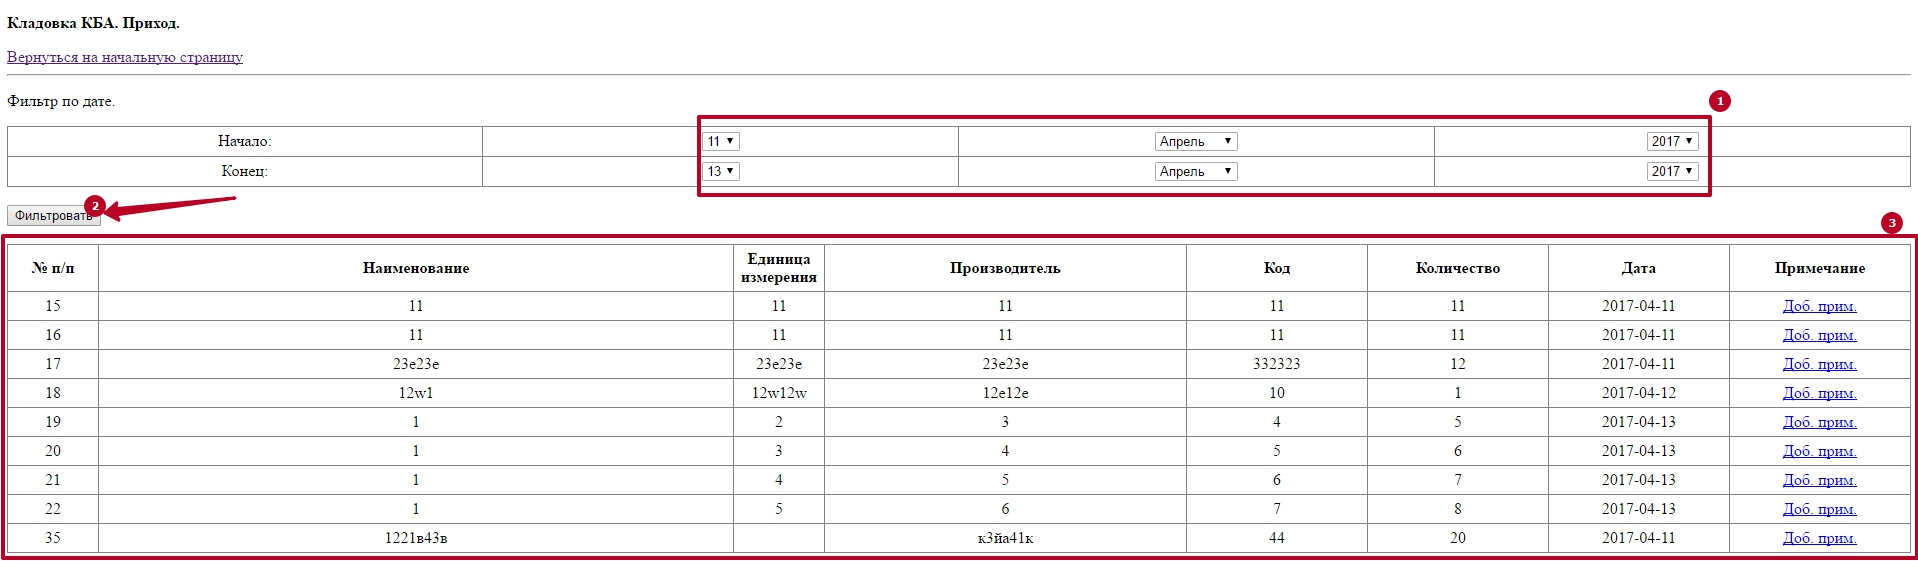 Кладовка КБА. Приход.
Вернуться на начальную страницу
Фильтр по дате.
1
Начало: 11 Апрель 2017
Конец: 13 Апрель 2017
2
Фильтровать
3
№ п/п Наименование Единица измерения Производитель Код Количество Дата Примечание
15 11 11 11 11 11 2017-04-11 Доб. прим.
16 11 11 11 11 11 2017-04-11 Доб. прим.
17 23e23e 23e23e 23e23e 332323 12 2017-04-11 Доб. прим.
18 12w1 12w12w 12e12e 10 1 2017-04-12 Доб. прим.
19 1 2 3 4 5 2017-04-13 Доб. прим.
20 1 3 4 5 6 2017-04-13 Доб. прим.
21 1 4 5 6 7 2017-04-13 Доб. прим.
22 1 5 6 7 8 2017-04-13 Доб. прим.
35 1221в43в к3йа41к 44 20 2017-04-11 Доб. прим.